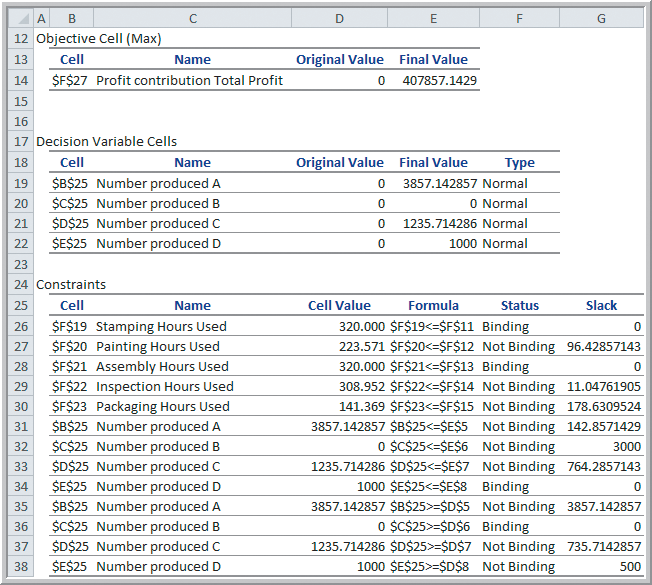 A B C D E F G
12 Objective Cell (Max)
13 Cell Name Original Value Final Value
14 $F$27 Profit contribution Total Profit 0 407857.1429
15
16
17 Decision Variable Cells
18 Cell Name Original Value Final Value Type
19 $B$25 Number produced A 0 3857.142857 Normal
20 $C$25 Number produced B 0 0 Normal
21 $D$25 Number produced C 0 1235.714286 Normal
22 $E$25 Number produced D 0 1000 Normal
23
24 Constraints
25 Cell Name Cell Value Formula Status Slack
26 $F$19 Stamping Hours Used 320.000 $F$19<=$F$11 Binding 0
27 $F$20 Painting Hours Used 223.571 $F$20<=$F$12 Not Binding 96.42857143
28 $F$21 Assembly Hours Used 320.000 $F$21<=$F$13 Binding 0
29 $F$22 Inspection Hours Used 308.952 $F$22<=$F$14 Not Binding 11.04761905
30 $F$23 Packaging Hours Used 141.369 $F$23<=$F$15 Not Binding 178.6309524
31 $B$25 Number produced A 3857.142857 $B$25<=$E$5 Not Binding 142.8571429
32 $C$25 Number produced B 0 $C$25<=$E$6 Not Binding 3000
33 $D$25 Number produced C 1235.714286 $D$25<=$E$7 Not Binding 764.2857143
34 $E$25 Number produced D 1000 $E$25<=$E$8 Binding 0
35 $B$25 Number produced A 3857.142857 $B$25>=$D$5 Not Binding 3857.142857
36 $C$25 Number produced B 0 $C$25>=$D$6 Binding 0
37 $D$25 Number produced C 1235.714286 $D$25>=$D$7 Not Binding 735.7142857
38 $E$25 Number produced D 1000 $E$25>=$D$8 Not Binding 500